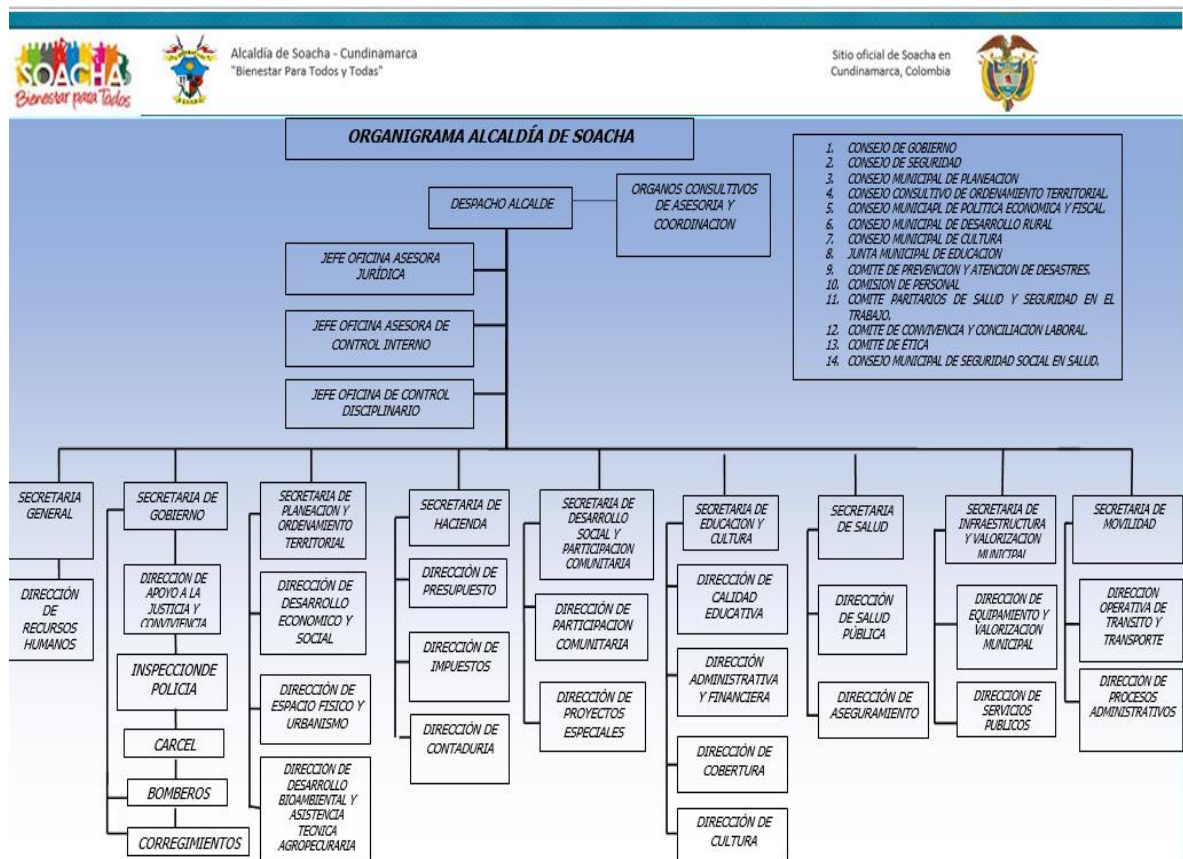 SOACHA
Bienestar para Todos
Alcaldía de Soacha - Cundinamarca
"Bienestar Para Todos y Todas"
Sitio oficial de Soacha en
Cundinamarca, Colombia
ORGANIGRAMA ALCALDÍA DE SOACHA
1. CONSEJO DE GOBIERNO
2. CONSEJO DE SEGURIDAD
3. CONSEJO MUNICIPAL DE PLANEACION
4. CONSEJO CONSULTIVO DE ORDENAMIENTO TERRITORIAL.
5. CONSEJO MUNICIAPL DE POLITICA ECONOMICA Y FISCAL.
6. CONSEJO MUNICIPAL DE DESARROLLO RURAL
7. CONSEJO MUNICIPAL DE CULTURA
8. JUNTA MUNICIPAL DE EDUCACION
9. COMITE DE PREVENCION Y ATENCION DE DESASTRES.
10. COMISION DE PERSONAL
11. COMITE PARITARIOS DE SALUD Y SEGURIDAD EN EL
TRABAJO.
12. COMITE DE CONVIVENCIA Y CONCILIACION LABORAL.
13. COMITE DE ETICA
14. CONSEJO MUNICIPAL DE SEGURIDAD SOCIAL EN SALUD.
DESPACHO ALCALDE
ORGANOS CONSULTIVOS
DE ASESORIA Y
COORDINACION
JEFE OFICINA ASESORA
JURÍDICA
JEFE OFICINA ASESORA DE
CONTROL INTERNO
JEFE OFICINA DE CONTROL
DISCIPLINARIO
SECRETARIA
GENERAL
DIRECCIÓN
DE
RECURSOS
HUMANOS
SECRETARIA DE
GOBIERNO
DIRECCIÓN DE
APOYO A LA
JUSTICIA Y
CONVIVENCIA
INSPECCIONDE
POLICIA
CARCEL
BOMBEROS
CORREGIMIENTOS
SECRETARIA DE
PLANEACION Y
ORDENAMIENTO
TERRITORIAL
DIRECCIÓN DE
DESARROLLO
ECONOMICO Y
SOCIAL
DIRECCIÓN DE
ESPACIO FISICO Y
URBANISMO
DIRECCIÓN DE
DESARROLLO
BIOAMBIENTAL Y
ASISTENCIA
TECNICA
AGROPECURARIA
SECRETARIA DE
HACIENDA
DIRECCIÓN DE
PRESUPUESTO
DIRECCIÓN DE
IMPUESTOS
DIRECCIÓN DE
CONTADURIA
SECRETARIA DE
DESARROLLO
SOCIAL Y
PARTICIPACION
COMUNITARIA
DIRECCIÓN DE
PARTICIPACION
COMUNITARIA
DIRECCIÓN DE
PROYECTOS
ESPECIALES
SECRETARIA DE
EDUCACION Y
CULTURA
DIRECCIÓN DE
CALIDAD
EDUCATIVA
DIRECCIÓN
ADMINISTRATIVA
Y FINANCIERA
DIRECCIÓN DE
COBERTURA
DIRECCIÓN DE
CULTURA
SECRETARIA
DE SALUD
DIRECCIÓN
DE SALUD
PÚBLICA
DIRECCIÓN DE
ASEGURAMIENTO
SECRETARIA DE
INFRAESTRUCTURA
Y VALORIZACION
MUNICIPAL
DIRECCION DE
EQUIPAMIENTO Y
VALORIZACION
MUNICIPAL
DIRECCION DE
SERVICIOS
PUBLICOS
SECRETARIA DE
MOVILIDAD
DIRECCIÓN
OPERATIVA DE
TRANSITO Y
TRANSPORTE
DIRECCION DE
PROCESOS
ADMINISTRATIVOS